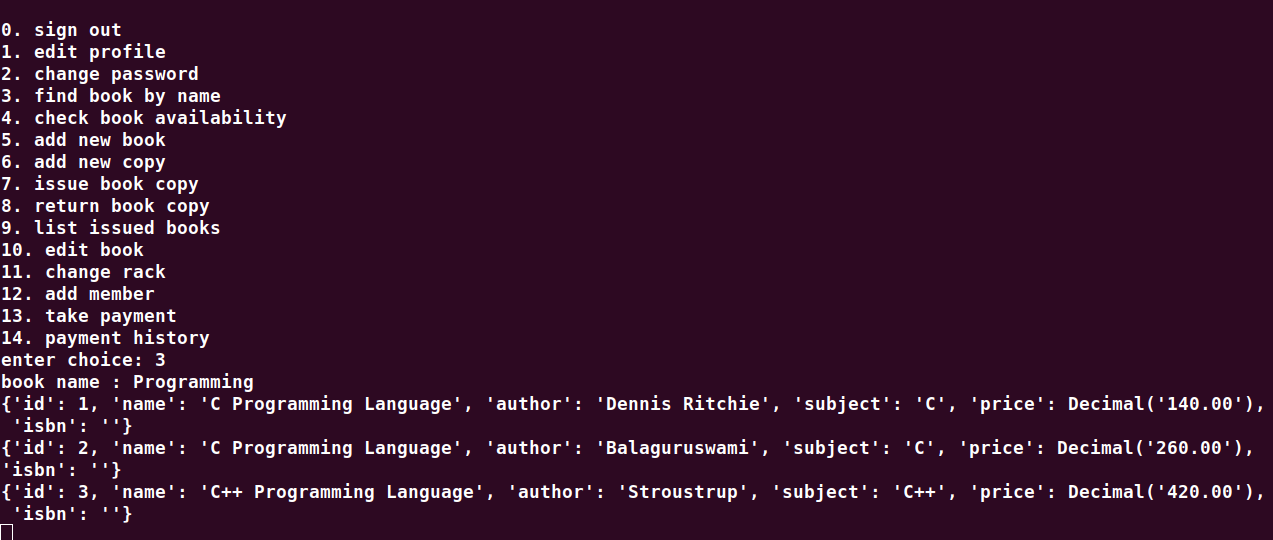 0. sign out
1. edit profile
2. change password
3. find book by name
4. check book availability
5. add new book
6. add new copy
7. issue book copy
8. return book copy
9. list issued books
10. edit book
11. change rack
12. add member
13. take payment
14. payment history
enter choice: 3
book name : Programming
{'id': 1, 'name': 'C Programming Language', 'author': 'Dennis Ritchie', 'subject': 'C', 'price': Decimal('140.00'),
 'isbn': ''}
{'id': 2, 'name': 'C Programming Language', 'author': 'Balaguruswami', 'subject': 'C', 'price': Decimal('260.00'),
'isbn': ''}
{'id': 3, 'name': 'C++ Programming Language', 'author': 'Stroustrup', 'subject': 'C++', 'price': Decimal('420.00'),
 'isbn': ''}